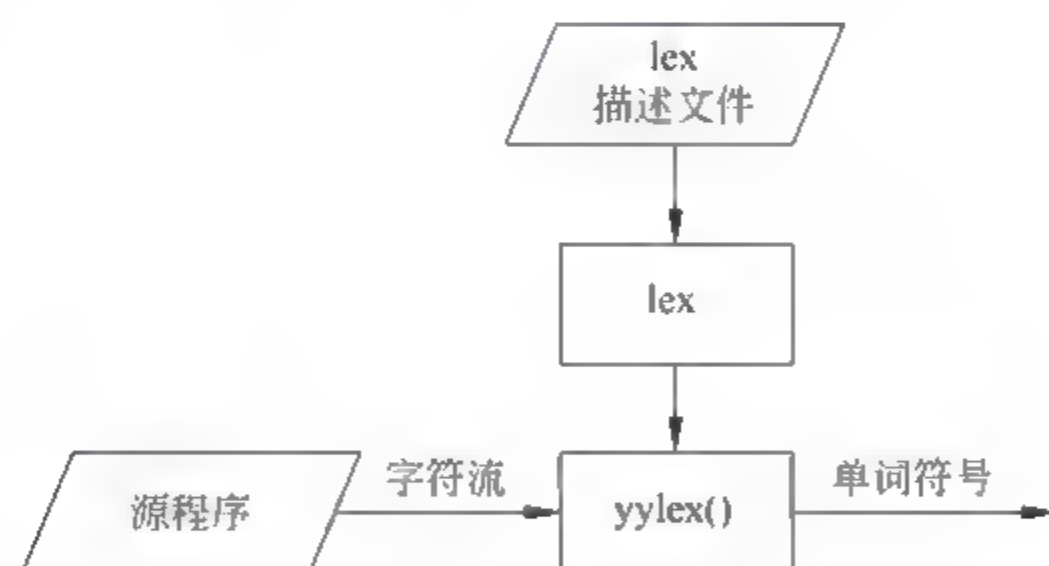 lex
描述文件
lex
源程序
字符流
yylex()
单词符号